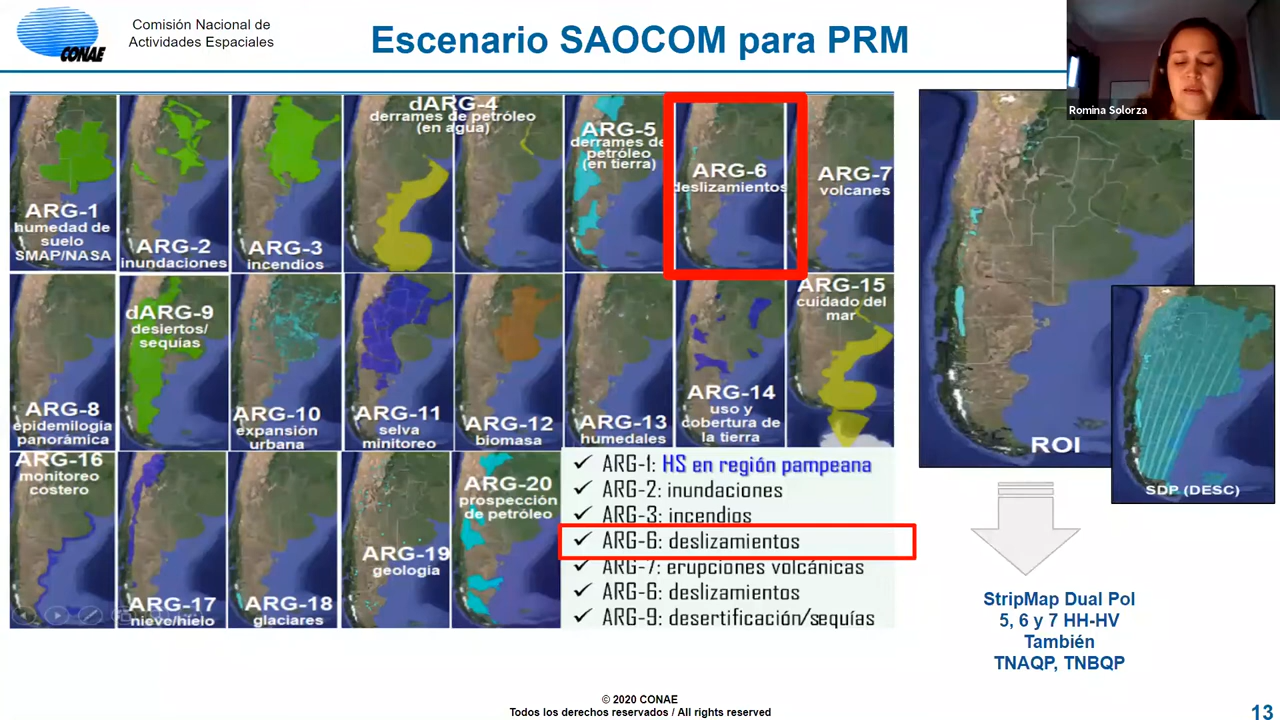 CONAE
Comisión Nacional de
Actividades Espaciales
Escenario SAOCOM para PRM
Romina Solorza
ARG-1
humedad de
suelo
SMAP/NASA
ARG-2
inundaciones
ARG-3
incendios
dARG-4
derrames de petróleo
(en agua)
ARG-5
derrames de
petróleo
(en tierra)
ARG-6
deslizamientos
ARG-7
volcanes
ARG-8
epidemilogia
panorámica
dARG-9
desiertos/
sequías
ARG-10
expansión
urbana
ARG-11
selva
minitoreo
ARG-12
biomasa
ARG-13
humedales
ARG-14
uso y
cobertura de
la tierra
ARG-15
cuidado del
mar
ARG-16
monitoreo
costero
ARG-17
nieve/hielo
ARG-18
glaciares
ARG-19
geología
ARG-20
prospección
de petróleo
✓ ARG-1: HS en región pampeana
✓ ARG-2: inundaciones
✓ ARG-3: incendios
✓ ARG-6: deslizamientos
✓ ARG-7: erupciones volcánicas
✓ ARG-6: deslizamientos
✓ ARG-9: desertificación/sequías
ROI
SDP (DESC)
StripMap Dual Pol
5, 6 y 7 HH-HV
También
TNAQP, TNBQP
© 2020 CONAE
Todos los derechos reservados / All rights reserved
13